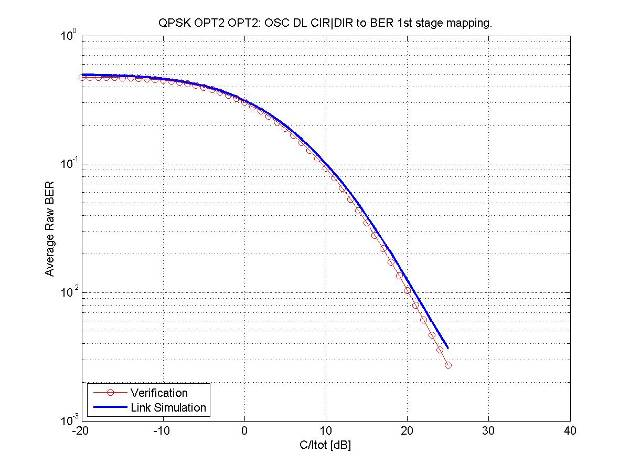 QPSK OPT2 OPT2: OSC DL CIR|DIR to BER 1st stage mapping.
10^0
10^-1
10^-2
10^-3
Average Raw BER
Verification
Link Simulation
-20 -10 0 10 20 30 40
C/Itot [dB]